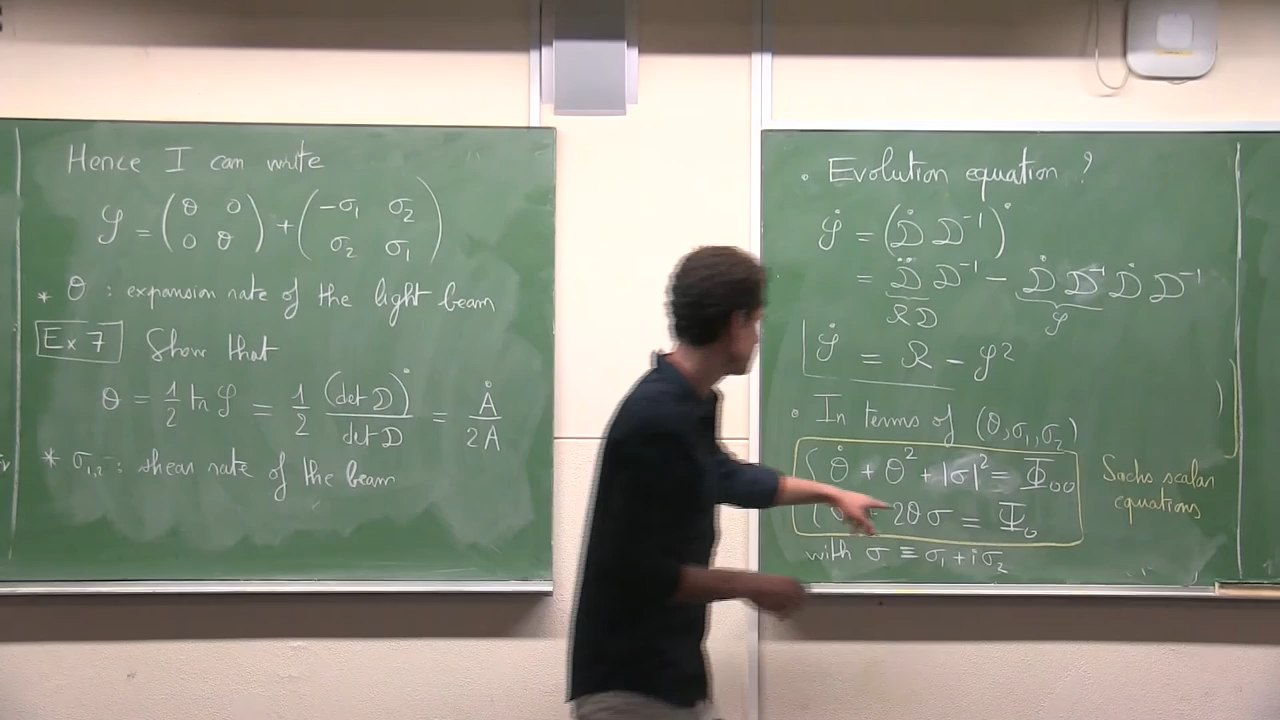 Hence I can write
𝒮 = (θ 0 ; 0 θ) + (-σ₁ σ₂ ; σ₂ σ₁)
* θ : expansion rate of the light beam
Ex 7 Show that
θ = 1/2 tr 𝒮 = 1/2 (det 𝒟)˙ / det 𝒟 = Ȧ / 2A
* σ₁,₂ : shear rate of the beam
• Evolution equation ?
𝒮̇ = (𝒟̇ 𝒟⁻¹)˙
= 𝒟̈ 𝒟⁻¹ - 𝒟̇ 𝒟⁻¹ 𝒟̇ 𝒟⁻¹
ℛ𝒟 𝒮
𝒮̇ = ℛ - 𝒮²
• In terms of (θ, σ₁, σ₂)
θ̇ + θ² + |σ|² = Φ₀₀
2θσ = Ψ₀
with σ ≡ σ₁ + iσ₂
Sachs scalar
equations